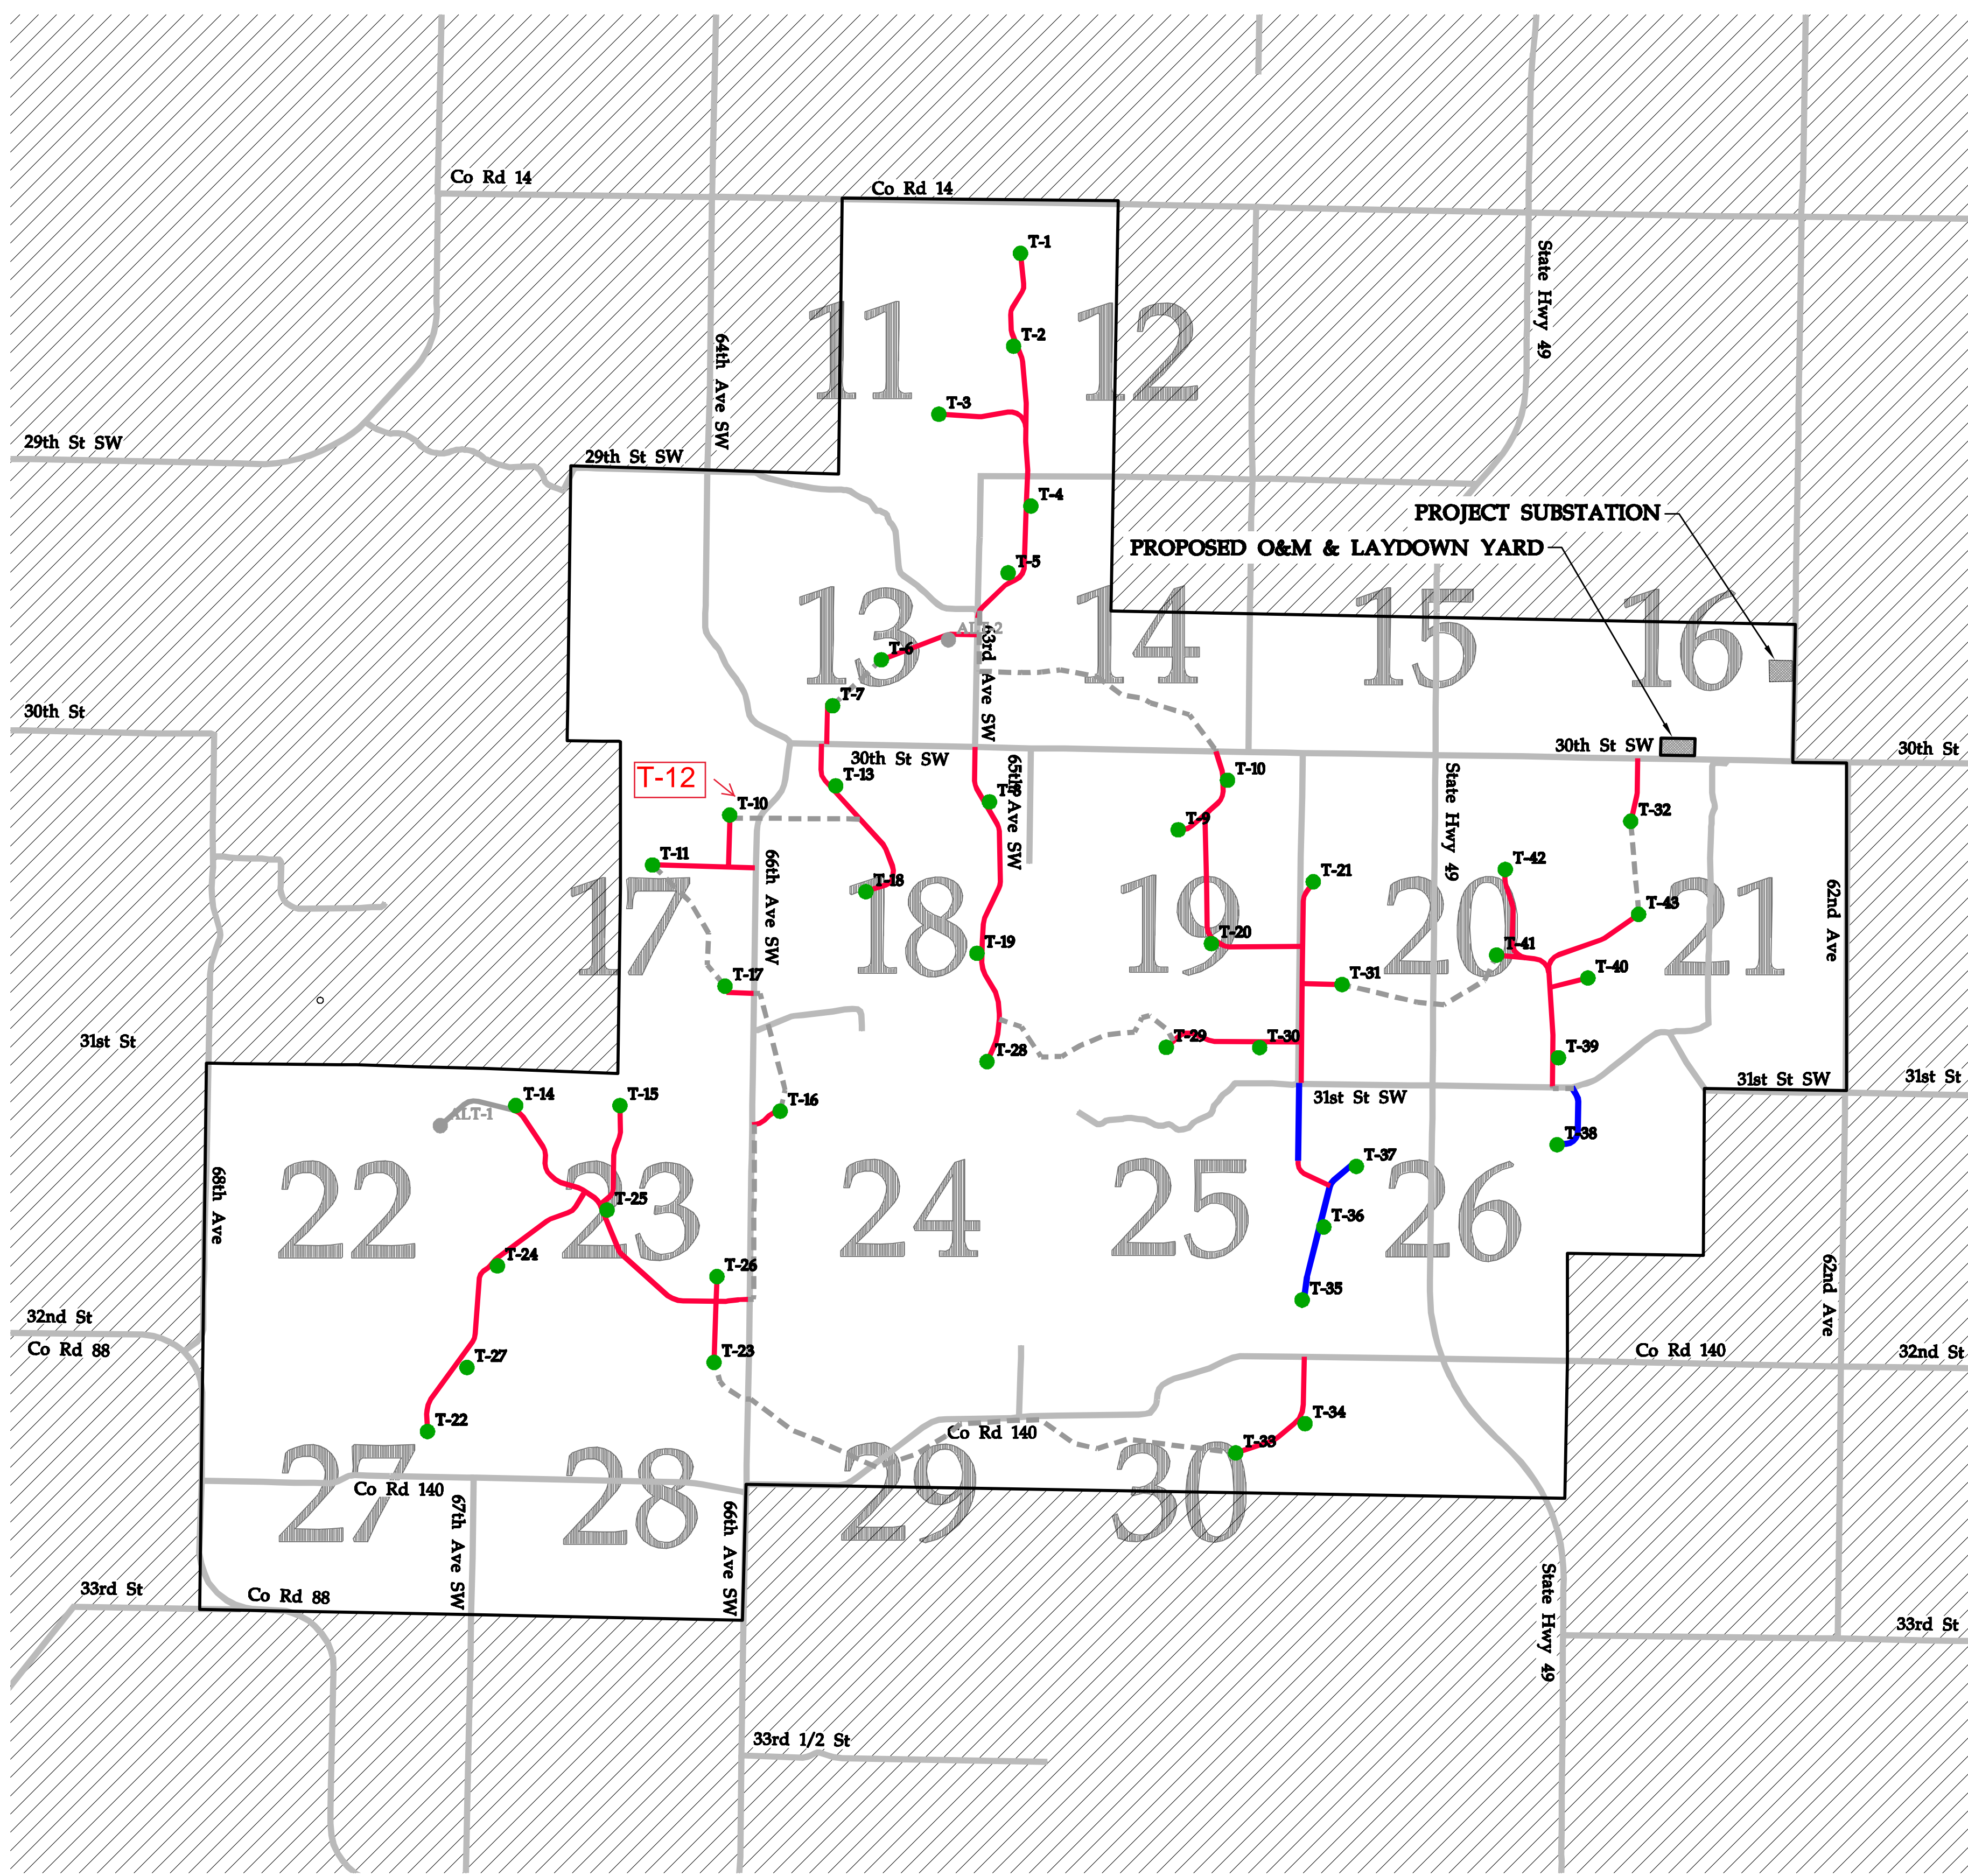 Co Rd 14
Co Rd 14
T-1
State Hwy 49
11
12
T-2
64th Ave SW
T-3
29th St SW
29th St SW
T-4
PROJECT SUBSTATION
PROPOSED O&M & LAYDOWN YARD
T-5
13
14
15
16
ALT-2
63rd Ave SW
T-6
T-7
30th St
30th St SW
30th St SW
30th St
65th Ave SW
T-12
T-13
T-10
T-10
State Hwy 49
T-9
T-32
T-11
T-21
T-42
17
66th Ave SW
T-18
18
19
20
T-43
21
62nd Ave
T-20
T-41
T-19
T-40
T-17
T-31
31st St
T-29
T-30
T-28
T-39
31st St
31st St SW
31st St SW
T-14
T-15
T-16
ALT-1
T-38
68th Ave
22
23
24
25
T-37
26
T-25
T-36
T-24
T-26
62nd Ave
T-35
32nd St
Co Rd 88
T-27
T-23
Co Rd 140
32nd St
T-22
T-34
Co Rd 140
T-33
27
28
29
30
Co Rd 140
67th Ave SW
66th Ave SW
33rd St
Co Rd 88
State Hwy 49
33rd St
33rd 1/2 St